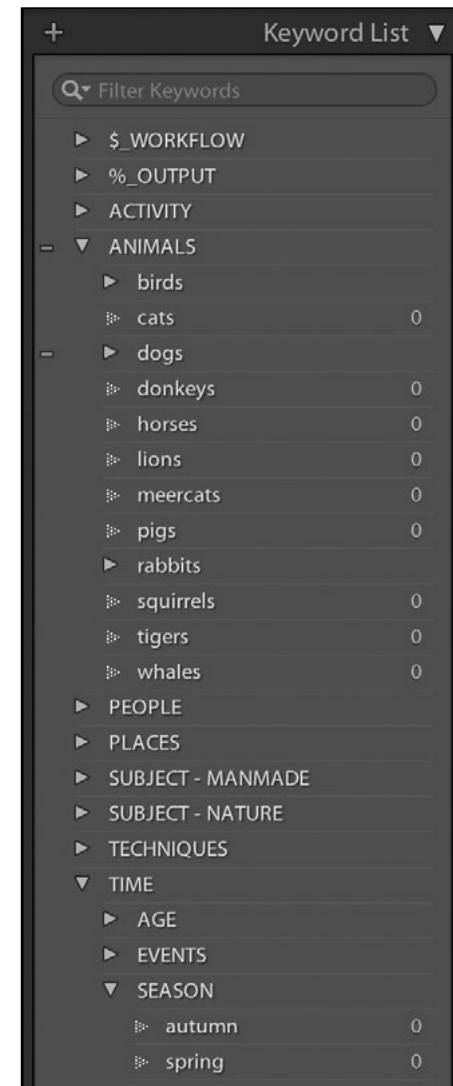 + Keyword List ▼
Filter Keywords
$_WORKFLOW
%_OUTPUT
ACTIVITY
ANIMALS
birds
cats 0
dogs
donkeys 0
horses 0
lions 0
meercats 0
pigs 0
rabbits
squirrels 0
tigers 0
whales 0
PEOPLE
PLACES
SUBJECT - MANMADE
SUBJECT - NATURE
TECHNIQUES
TIME
AGE
EVENTS
SEASON
autumn 0
spring 0